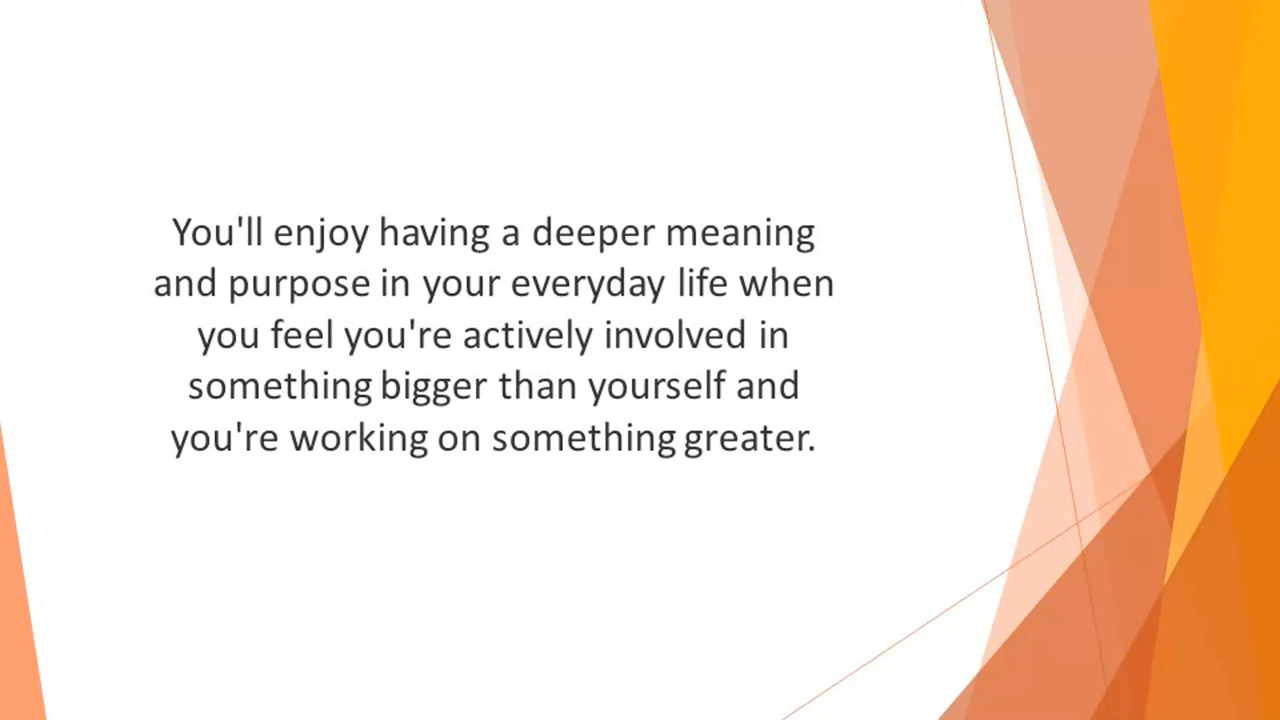 You'll enjoy having a deeper meaning
and purpose in your everyday life when
you feel you're actively involved in
something bigger than yourself and
you're working on something greater.